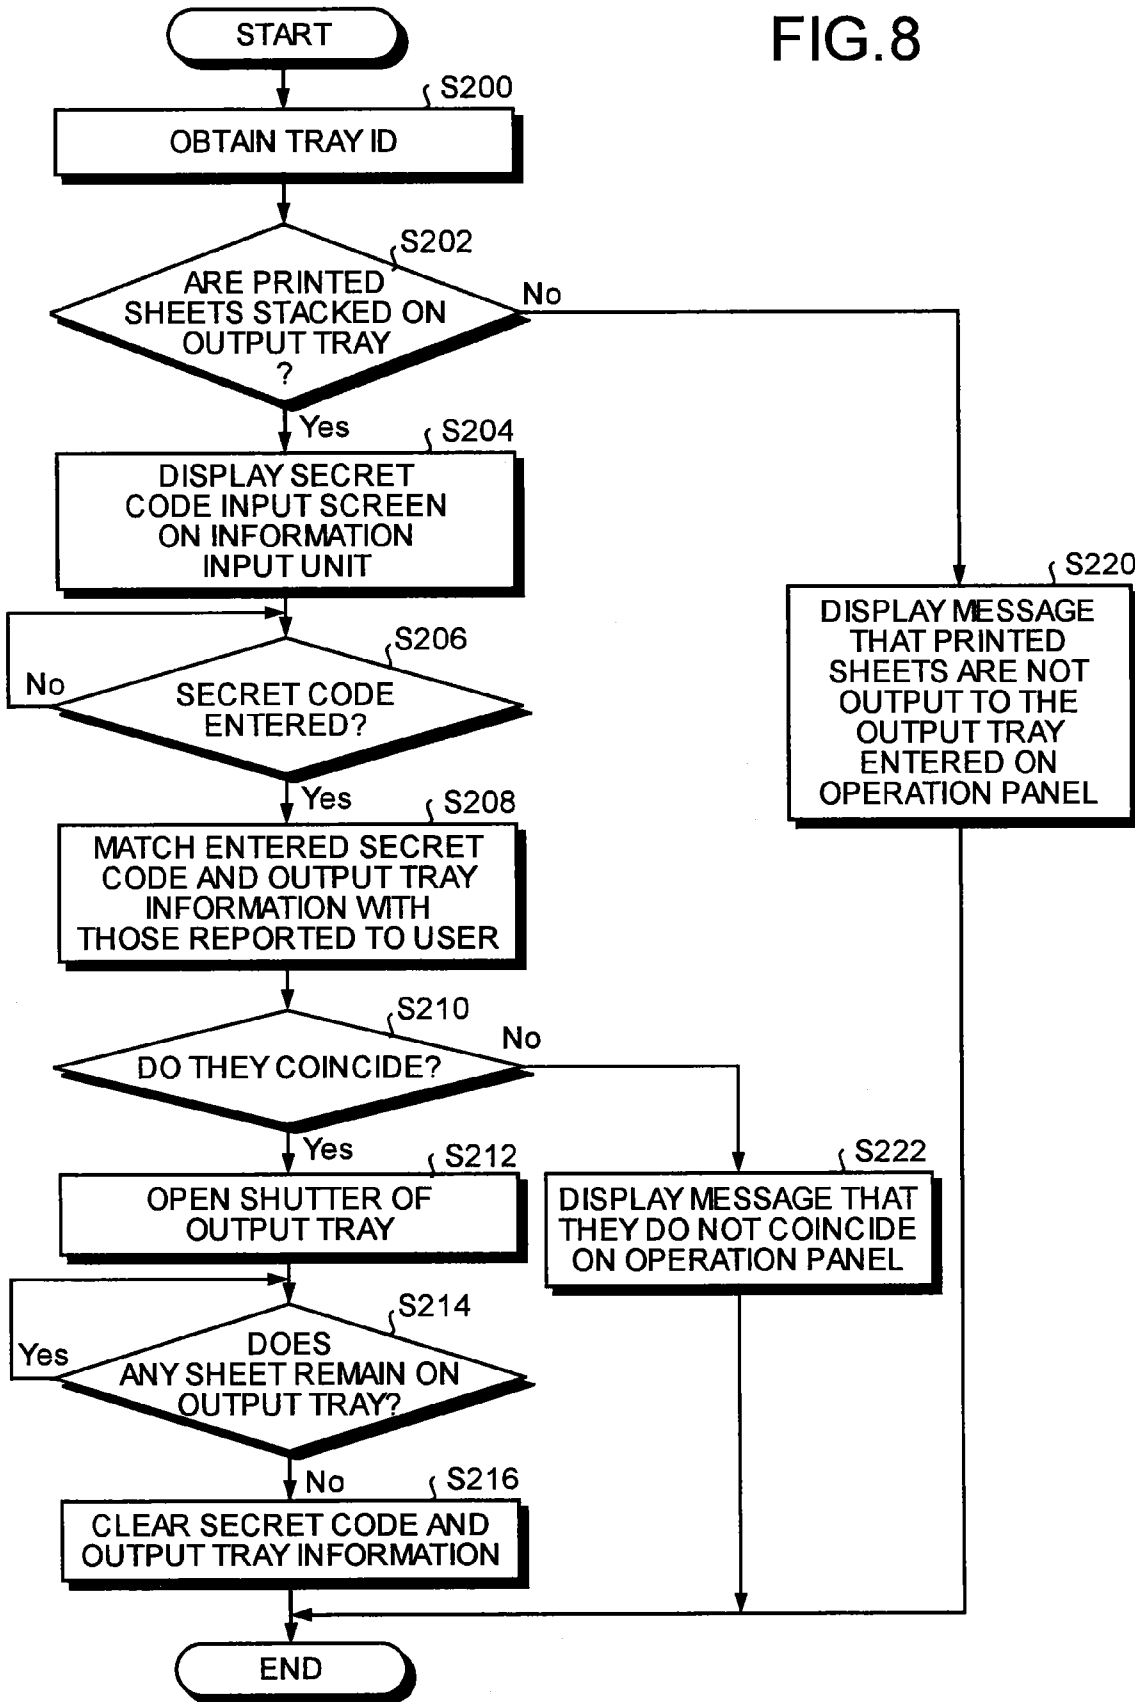 FIG.8
START
S200
OBTAIN TRAY ID
S202
ARE PRINTED
SHEETS STACKED ON
OUTPUT TRAY
?
No
Yes
S204
DISPLAY SECRET
CODE INPUT SCREEN
ON INFORMATION
INPUT UNIT
S220
DISPLAY MESSAGE
THAT PRINTED
SHEETS ARE NOT
OUTPUT TO THE
OUTPUT TRAY
ENTERED ON
OPERATION PANEL
S206
No
SECRET CODE
ENTERED?
Yes
S208
MATCH ENTERED SECRET
CODE AND OUTPUT TRAY
INFORMATION WITH
THOSE REPORTED TO USER
S210
No
DO THEY COINCIDE?
Yes
S212
OPEN SHUTTER OF
OUTPUT TRAY
S222
DISPLAY MESSAGE THAT
THEY DO NOT COINCIDE
ON OPERATION PANEL
S214
Yes
DOES
ANY SHEET REMAIN ON
OUTPUT TRAY?
No
S216
CLEAR SECRET CODE AND
OUTPUT TRAY INFORMATION
END